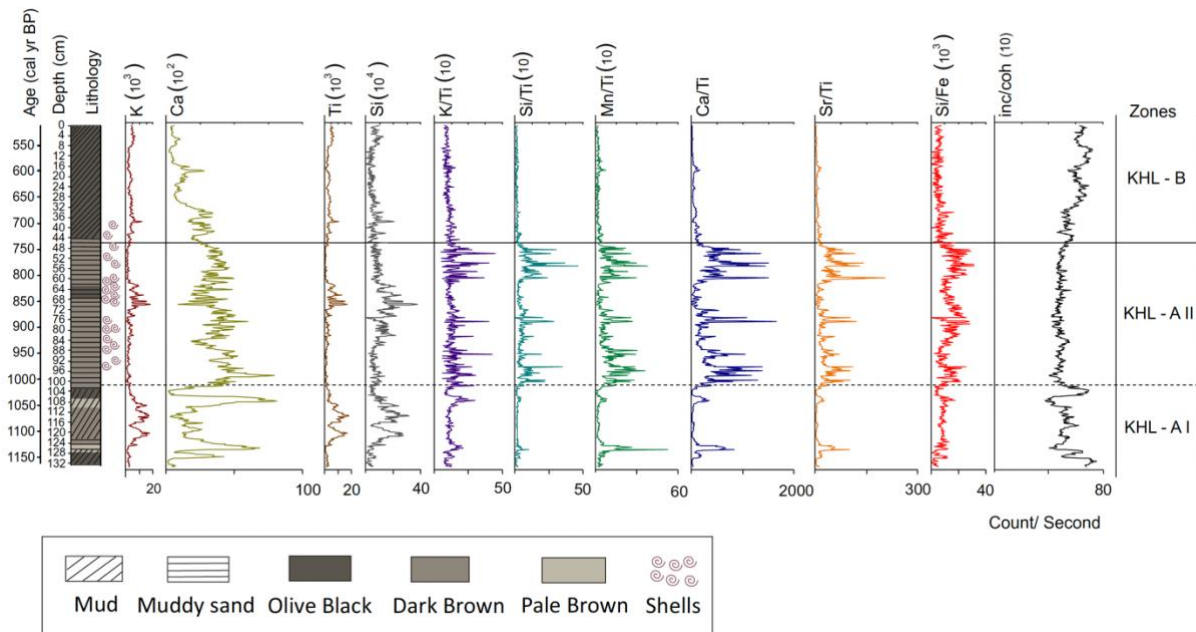 Age (cal yr BP)
Depth (cm)
Lithology
K (10³)
Ca (10²)
Ti (10³)
Si (10⁴)
K/Ti (10)
Si/Ti (10)
Mn/Ti (10)
Ca/Ti
Sr/Ti
Si/Fe (10³)
inc/coh (10)
Zones
550
600
650
700
750
800
850
900
950
1000
1050
1100
1150
0
4
8
12
16
20
24
28
32
36
40
44
48
52
56
60
64
68
72
76
80
84
88
92
96
100
104
108
112
116
120
124
128
132
KHL - B
KHL - A II
KHL - A I
20
100
20
40
50
50
60
2000
300
40
80
Count/ Second
Mud
Muddy sand
Olive Black
Dark Brown
Pale Brown
Shells